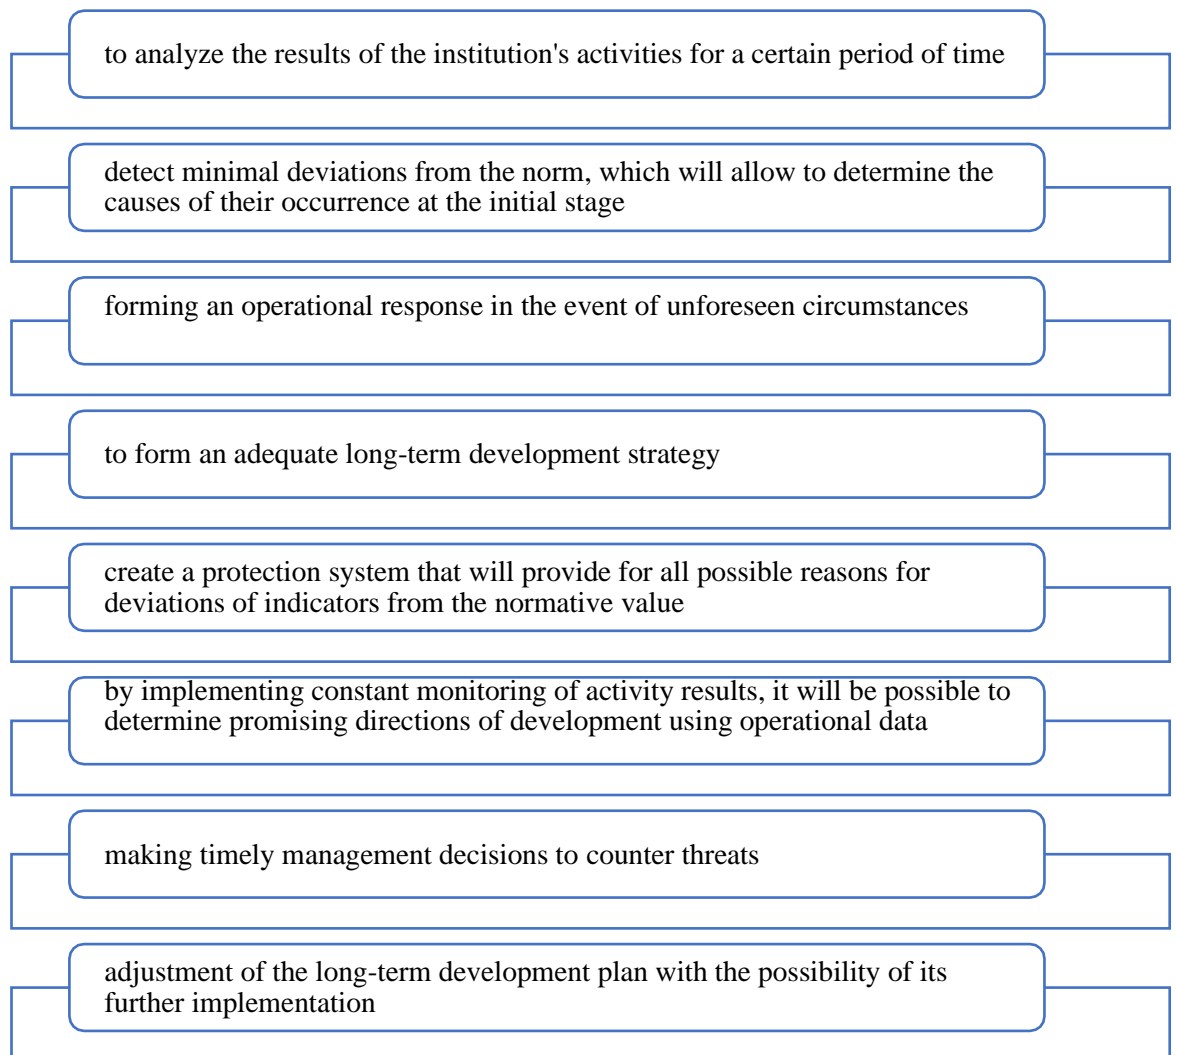 to analyze the results of the institution's activities for a certain period of time
detect minimal deviations from the norm, which will allow to determine the
causes of their occurrence at the initial stage
forming an operational response in the event of unforeseen circumstances
to form an adequate long-term development strategy
create a protection system that will provide for all possible reasons for
deviations of indicators from the normative value
by implementing constant monitoring of activity results, it will be possible to
determine promising directions of development using operational data
making timely management decisions to counter threats
adjustment of the long-term development plan with the possibility of its
further implementation